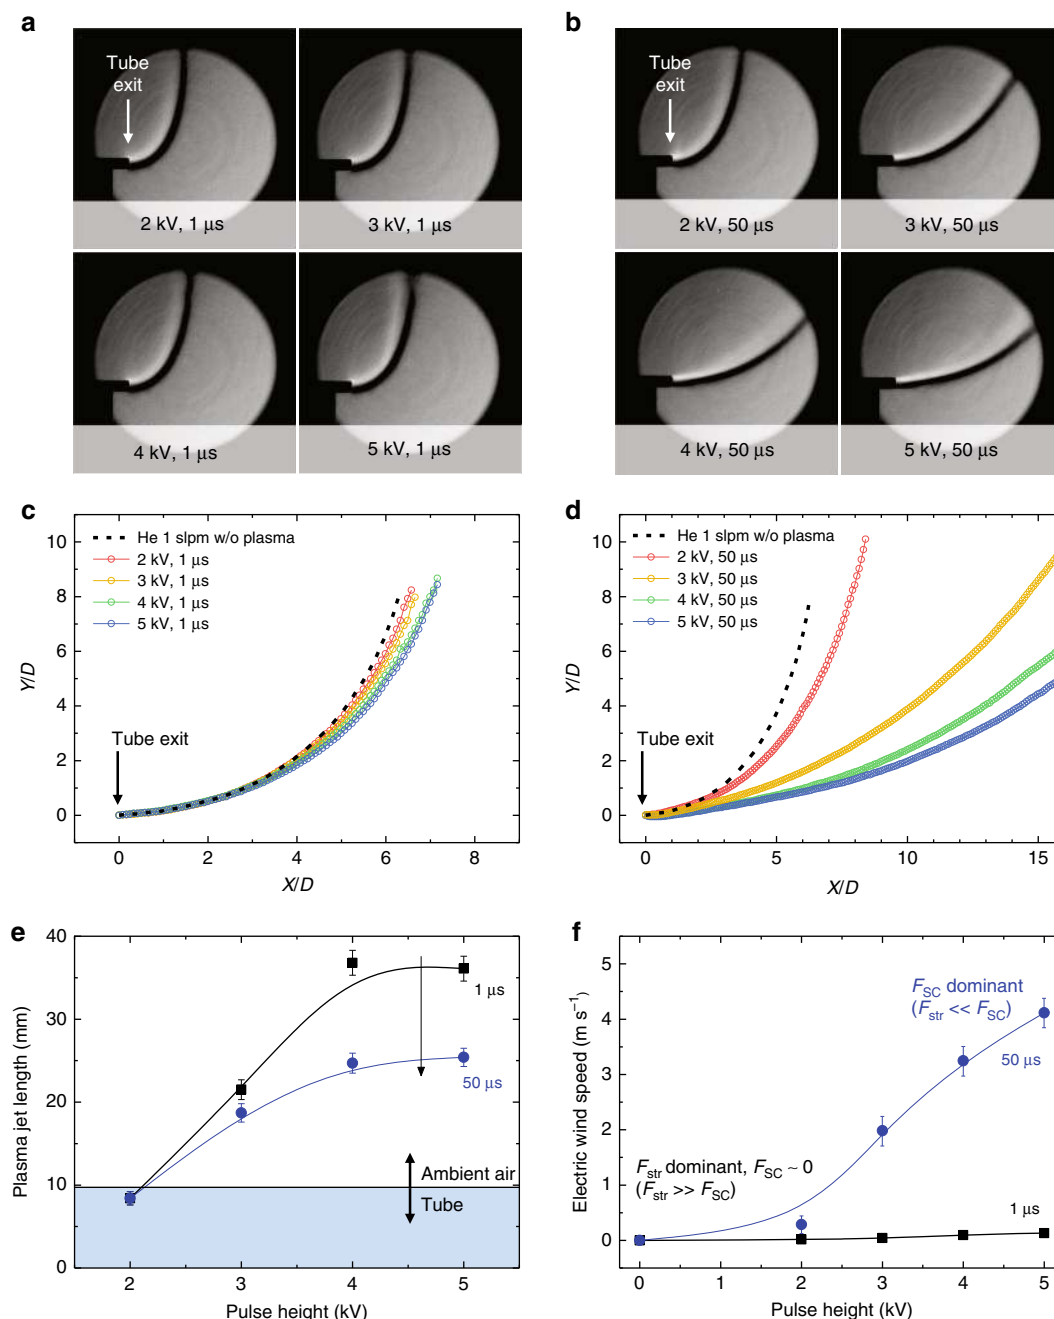 a
Tube
exit
2 kV, 1 μs
3 kV, 1 μs
4 kV, 1 μs
5 kV, 1 μs
b
Tube
exit
2 kV, 50 μs
3 kV, 50 μs
4 kV, 50 μs
5 kV, 50 μs
c
He 1 slpm w/o plasma
2 kV, 1 μs
3 kV, 1 μs
4 kV, 1 μs
5 kV, 1 μs
Tube exit
Y/D
10
8
6
4
2
0
0 2 4 6 8
X/D
d
He 1 slpm w/o plasma
2 kV, 50 μs
3 kV, 50 μs
4 kV, 50 μs
5 kV, 50 μs
Tube exit
Y/D
10
8
6
4
2
0
0 5 10 15
X/D
e
Plasma jet length (mm)
40
30
20
10
0
1 μs
50 μs
Ambient air
Tube
2 3 4 5
Pulse height (kV)
f
Electric wind speed (m s⁻¹)
5
4
3
2
1
0
F_SC dominant
(F_str << F_SC)
50 μs
F_str dominant, F_SC ~ 0
(F_str >> F_SC)
1 μs
0 1 2 3 4 5
Pulse height (kV)